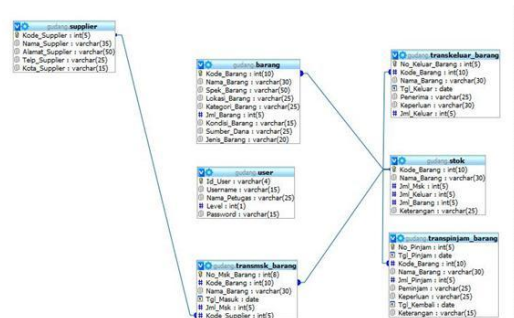 gudang supplier
Kode_Supplier : int(5)
Nama_Supplier : varchar(35)
Alamat_Supplier : varchar(50)
Telp_Supplier : varchar(25)
Kota_Supplier : varchar(15)
gudang barang
Kode_Barang : int(10)
Nama_Barang : varchar(30)
Spek_Barang : varchar(50)
Lokasi_Barang : varchar(25)
Kategori_Barang : varchar(25)
# Jml_Barang : int(5)
Kondisi_Barang : varchar(15)
Sumber_Dana : varchar(25)
Jenis_Barang : varchar(20)
gudang user
Id_User : varchar(4)
Username : varchar(15)
Nama_Petugas : varchar(25)
# Level : int(1)
Password : varchar(15)
gudang transmsk_barang
No_Msk_Barang : int(8)
# Kode_Barang : int(10)
Nama_Barang : varchar(30)
Tgl_Masuk : date
# Jml_Msk : int(5)
# Kode_Supplier : int(5)
gudang transkeluar_barang
No_Keluar_Barang : int(5)
# Kode_Barang : int(10)
Nama_Barang : varchar(30)
Tgl_Keluar : date
Penerima : varchar(25)
Keperluan : varchar(30)
# Jml_Keluar : int(5)
gudang stok
Kode_Barang : int(10)
Nama_Barang : varchar(30)
# Jml_Msk : int(5)
# Jml_Keluar : int(5)
# Jml_Barang : int(5)
Keterangan : varchar(25)
gudang transpinjam_barang
No_Pinjam : int(5)
Tgl_Pinjam : date
# Kode_Barang : int(10)
Nama_Barang : varchar(30)
# Jml_Pinjam : int(5)
Peminjam : varchar(25)
Keperluan : varchar(25)
Tgl_Kembali : date
Keterangan : varchar(15)